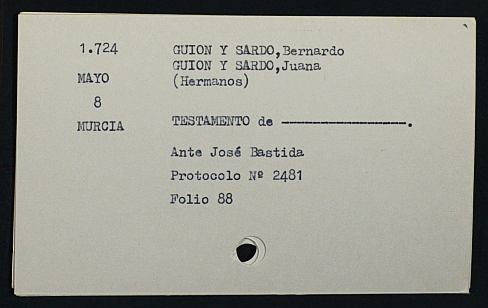 1.724
MAYO
8
MURCIA
GUION Y SARDO,Bernardo
GUION Y SARDO,Juana
(Hermanos)
TESTAMENTO de ----------------.
Ante José Bastida
Protocolo Nº 2481
Folio 88